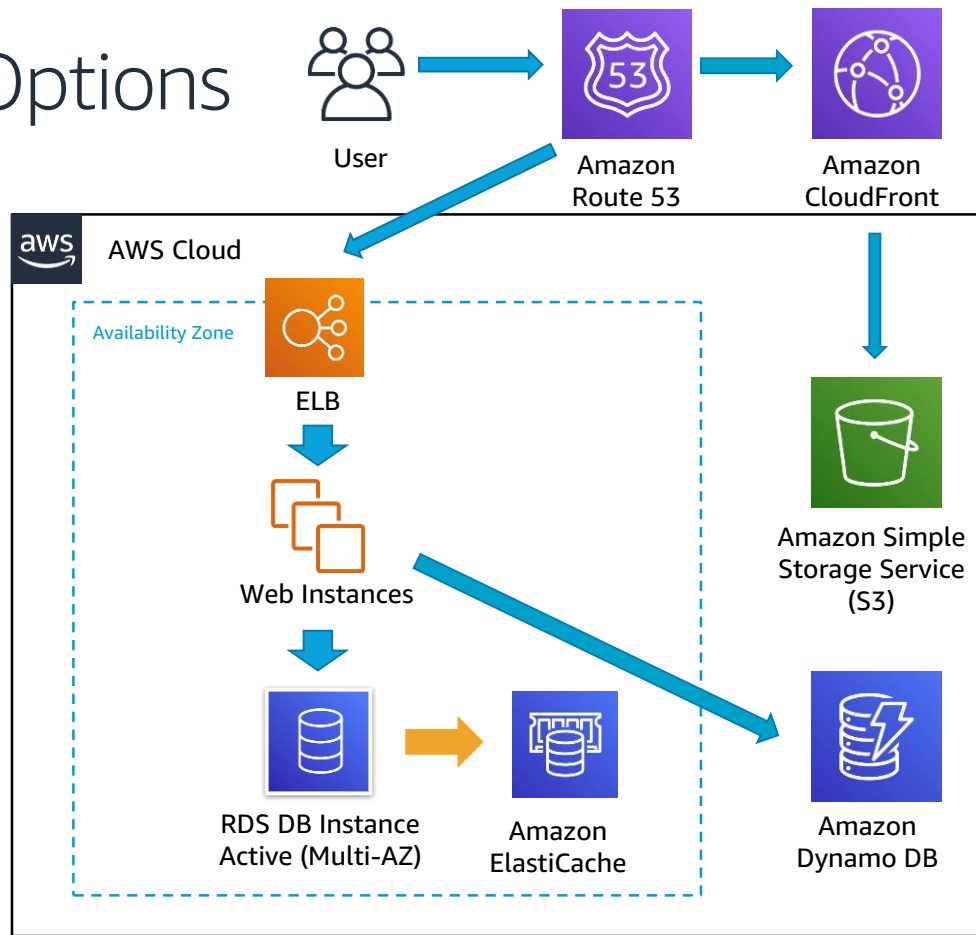 Options
53
User
Amazon
Route 53
Amazon
CloudFront
aws
AWS Cloud
Availability Zone
ELB
Web Instances
Amazon Simple
Storage Service
(S3)
RDS DB Instance
Active (Multi-AZ)
Amazon
ElastiCache
Amazon
Dynamo DB